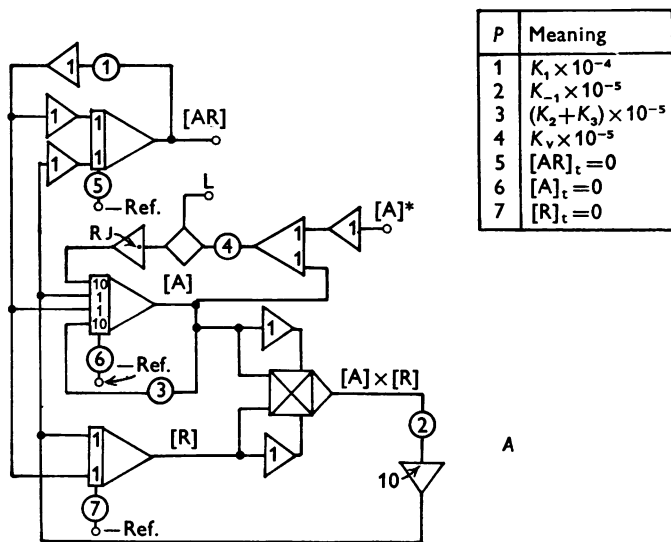 P Meaning
1 K₁ × 10⁻⁴
2 K₋₁ × 10⁻⁵
3 (K₂+K₃) × 10⁻⁵
4 Kᵥ × 10⁻⁵
5 [AR]ₜ = 0
6 [A]ₜ = 0
7 [R]ₜ = 0
1 1
1 1 [AR]
1 1
5
—Ref.
L
[A]*
RJ 4 1 1
1
10 [A]
1
1
10 1
6 —Ref.
3
[A] × [R]
2
1 [R]
1 1
10
7
—Ref.
A